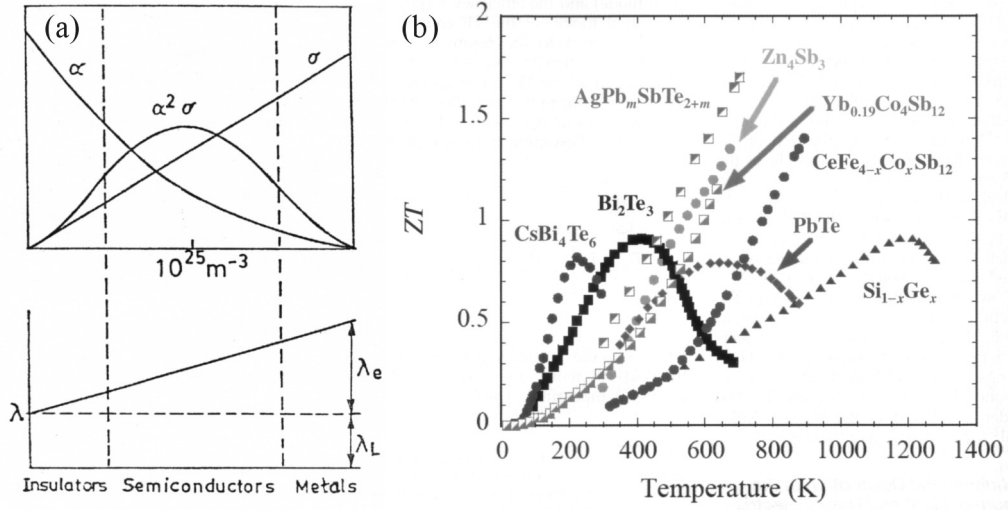 (a)
α
σ
α² σ
10²⁵m⁻³
λ
λₑ
λL
Insulators Semiconductors Metals
(b)
ZT
2
1.5
1
0.5
0
0 200 400 600 800 1000 1200 1400
Temperature (K)
Zn₄Sb₃
AgPbₘSbTe₂₊ₘ
Yb₀.₁₉Co₄Sb₁₂
CeFe₄₋ₓCoₓSb₁₂
Bi₂Te₃
CsBi₄Te₆
PbTe
Si₁₋ₓGeₓ